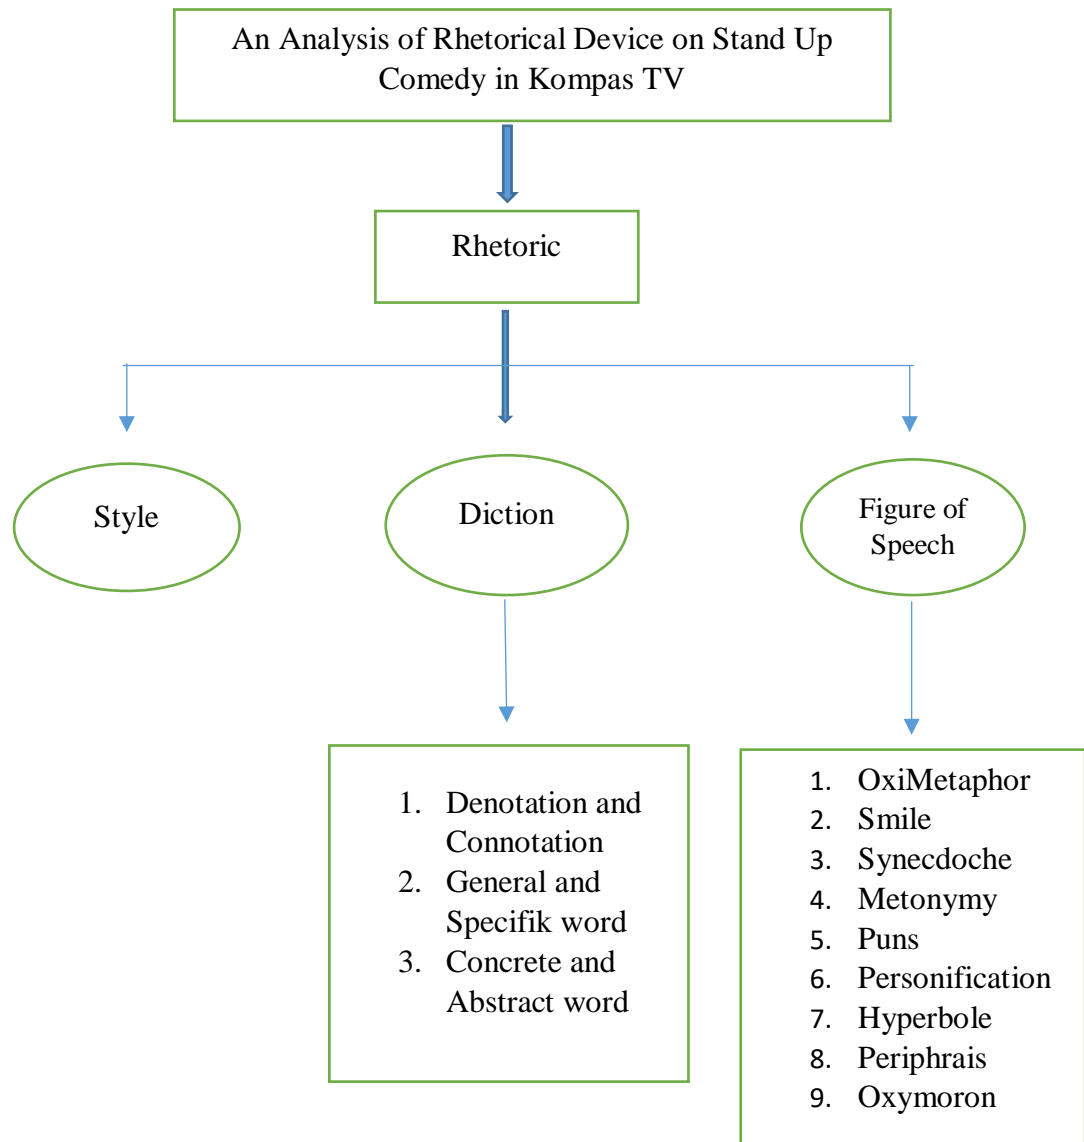 An Analysis of Rhetorical Device on Stand Up
Comedy in Kompas TV
Rhetoric
Style
Diction
Figure of
Speech
1. Denotation and
Connotation
2. General and
Specifik word
3. Concrete and
Abstract word
1. OxiMetaphor
2. Smile
3. Synecdoche
4. Metonymy
5. Puns
6. Personification
7. Hyperbole
8. Periphrais
9. Oxymoron